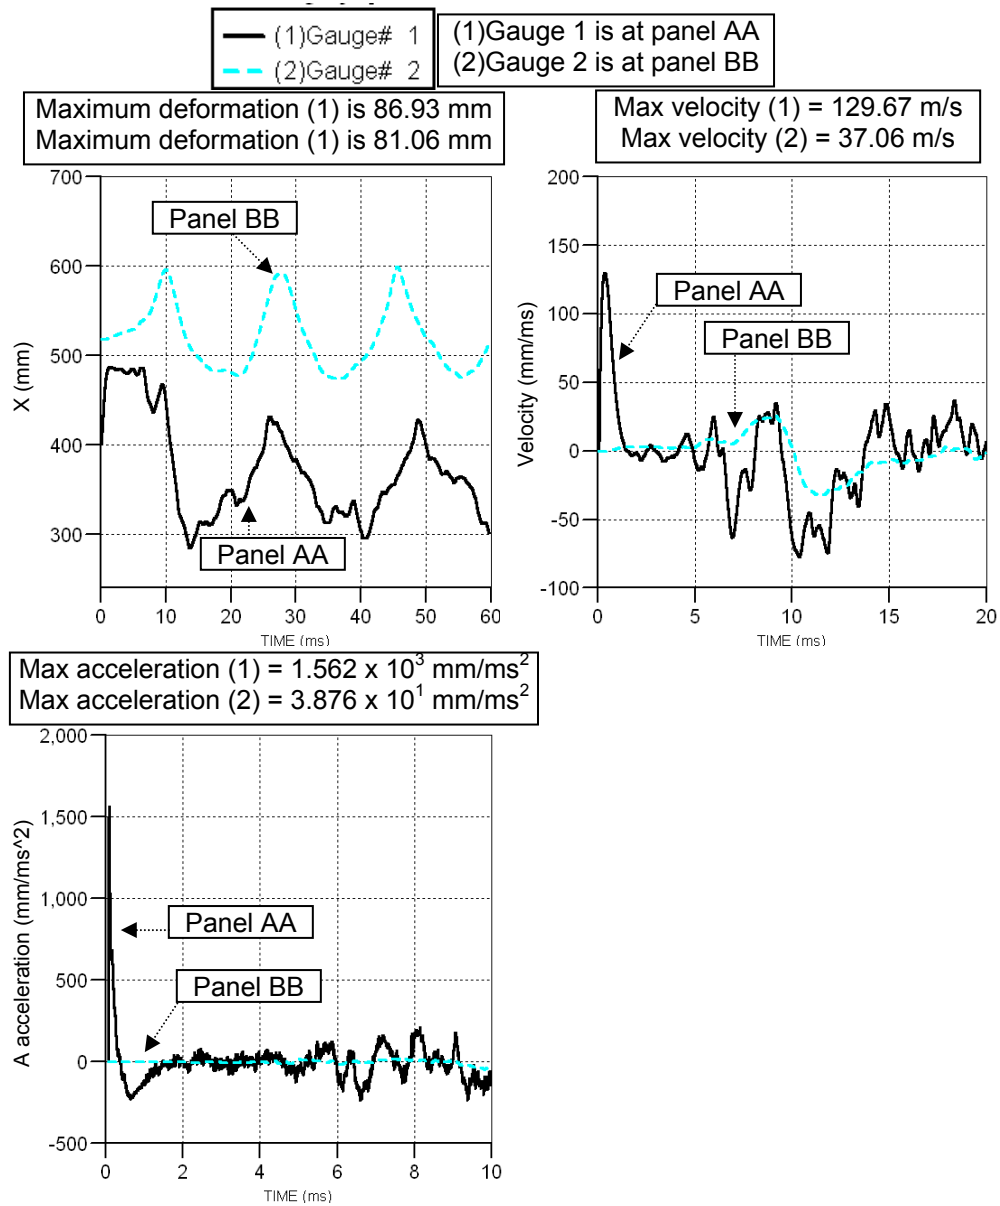 (1)Gauge# 1
(2)Gauge# 2
(1)Gauge 1 is at panel AA
(2)Gauge 2 is at panel BB
Maximum deformation (1) is 86.93 mm
Maximum deformation (1) is 81.06 mm
700
600
500
400
300
X (mm)
Panel BB
Panel AA
0
10
20
30
40
50
60
TIME (ms)
Max velocity (1) = 129.67 m/s
Max velocity (2) = 37.06 m/s
200
150
100
50
0
-50
-100
Velocity (mm/ms)
Panel AA
Panel BB
0
5
10
15
20
TIME (ms)
Max acceleration (1) = 1.562 x 10³ mm/ms²
Max acceleration (2) = 3.876 x 10¹ mm/ms²
2,000
1,500
1,000
500
0
-500
A acceleration (mm/ms^2)
Panel AA
Panel BB
0
2
4
6
8
10
TIME (ms)